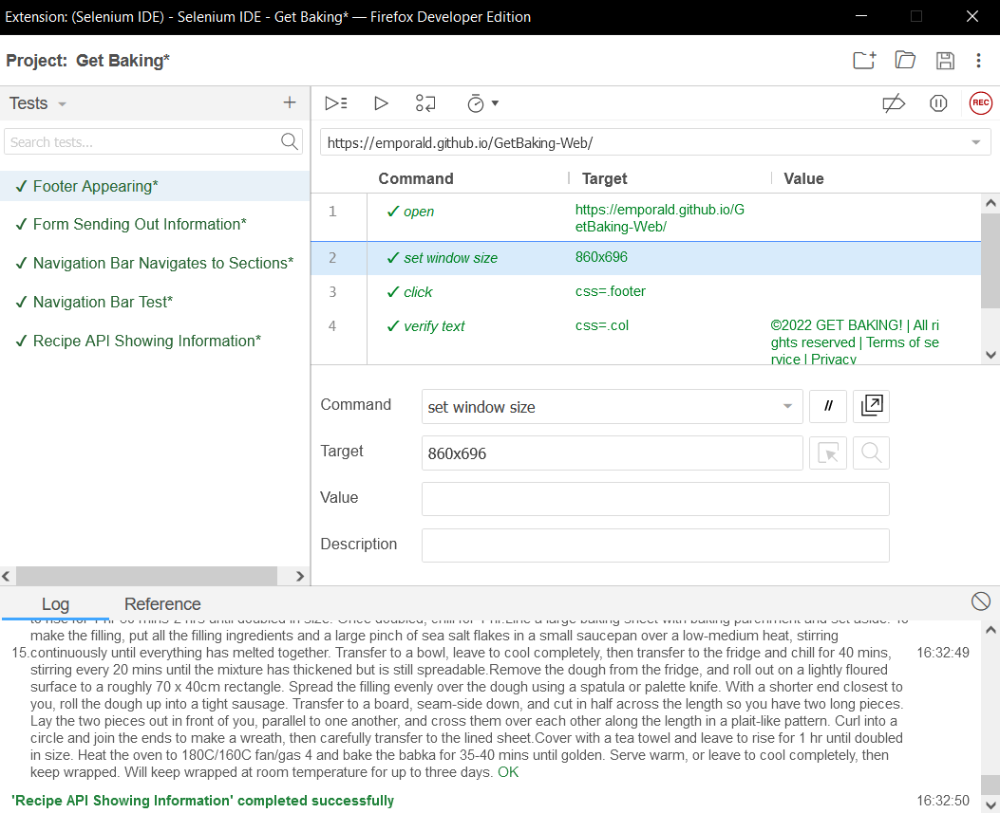 Extension: (Selenium IDE) - Selenium IDE - Get Baking* — Firefox Developer Edition
Project: Get Baking*
Tests
Search tests...
✓ Footer Appearing*
✓ Form Sending Out Information*
✓ Navigation Bar Navigates to Sections*
✓ Navigation Bar Test*
✓ Recipe API Showing Information*
REC
https://emporald.github.io/GetBaking-Web/
Command Target Value
1 ✓ open https://emporald.github.io/G
etBaking-Web/
2 ✓ set window size 860x696
3 ✓ click css=.footer
4 ✓ verify text css=.col ©2022 GET BAKING! | All ri
ghts reserved | Terms of se
rvice | Privacy
Command set window size //
Target 860x696
Value
Description
Log Reference
to rise for 1 hr 30 mins-2 hrs until doubled in size. Once doubled, chill for 1 hr.Line a large baking sheet with baking parchment and set aside. To
make the filling, put all the filling ingredients and a large pinch of sea salt flakes in a small saucepan over a low-medium heat, stirring
15. continuously until everything has melted together. Transfer to a bowl, leave to cool completely, then transfer to the fridge and chill for 40 mins, 16:32:49
stirring every 20 mins until the mixture has thickened but is still spreadable.Remove the dough from the fridge, and roll out on a lightly floured
surface to a roughly 70 x 40cm rectangle. Spread the filling evenly over the dough using a spatula or palette knife. With a shorter end closest to
you, roll the dough up into a tight sausage. Transfer to a board, seam-side down, and cut in half across the length so you have two long pieces.
Lay the two pieces out in front of you, parallel to one another, and cross them over each other along the length in a plait-like pattern. Curl into a
circle and join the ends to make a wreath, then carefully transfer to the lined sheet.Cover with a tea towel and leave to rise for 1 hr until doubled
in size. Heat the oven to 180C/160C fan/gas 4 and bake the babka for 35-40 mins until golden. Serve warm, or leave to cool completely, then
keep wrapped. Will keep wrapped at room temperature for up to three days. OK
'Recipe API Showing Information' completed successfully 16:32:50